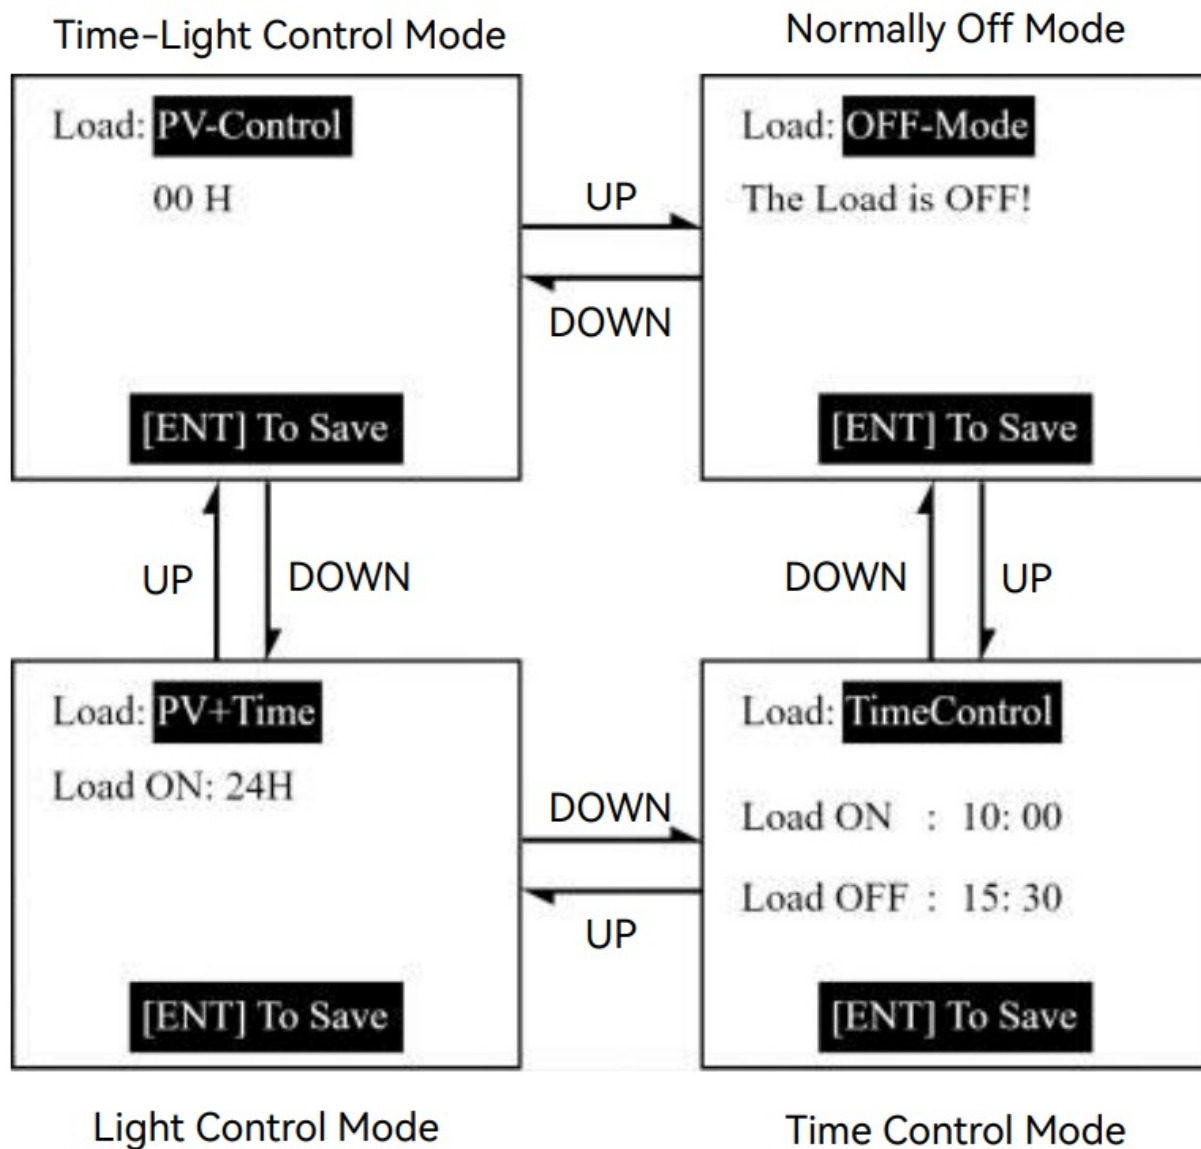 Time-Light Control Mode
Load: PV-Control
00 H
[ENT] To Save
UP
DOWN
Normally Off Mode
Load: OFF-Mode
The Load is OFF!
[ENT] To Save
UP
DOWN
DOWN
UP
Load: PV+Time
Load ON: 24H
[ENT] To Save
Light Control Mode
DOWN
UP
Load: TimeControl
Load ON : 10: 00
Load OFF : 15: 30
[ENT] To Save
Time Control Mode